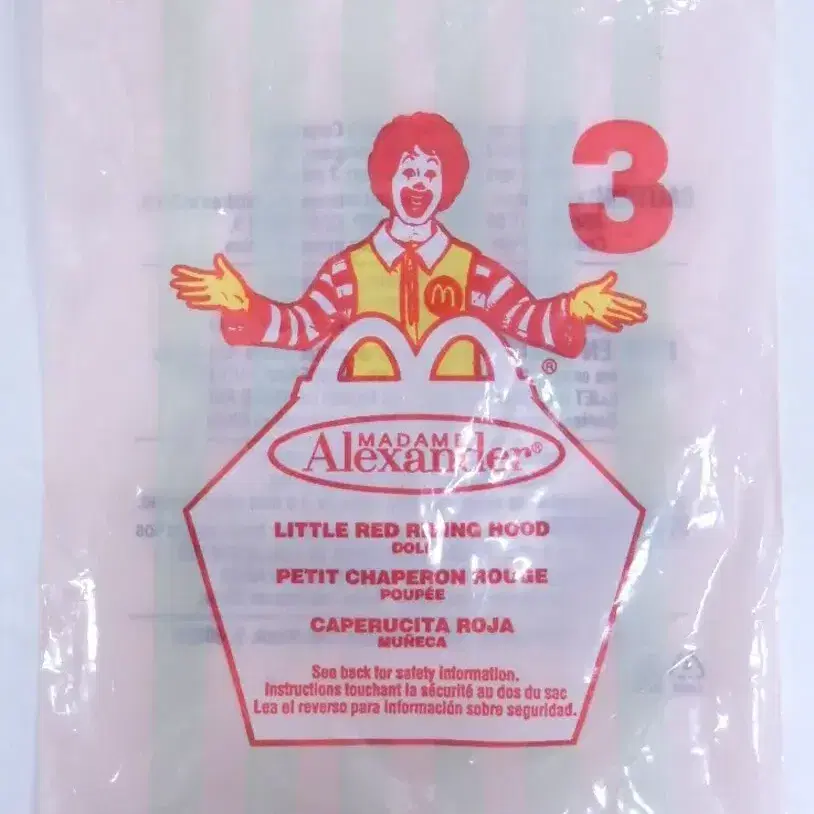 3
®
MADAME
Alexander®
LITTLE RED RIDING HOOD
DOLL
PETIT CHAPERON ROUGE
POUPÉE
CAPERUCITA ROJA
MUÑECA
See back for safety information.
Instructions touchant la sécurité au dos du sac
Lea el reverso para información sobre seguridad.